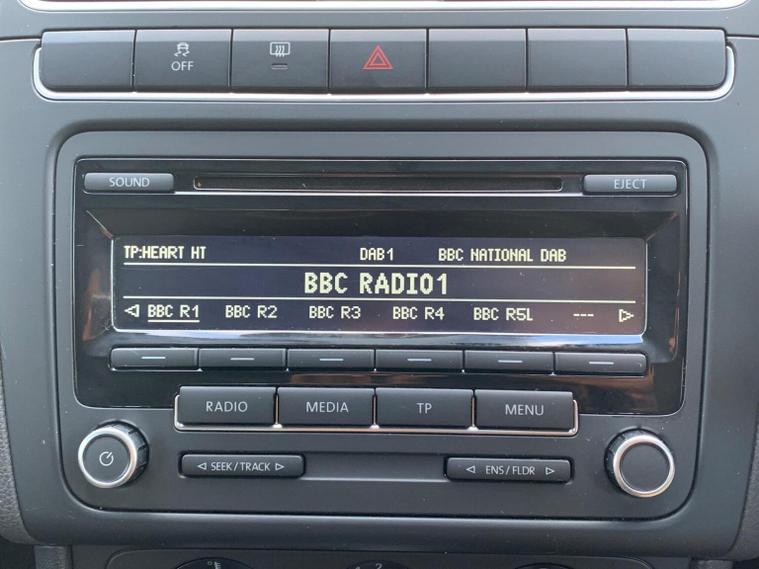 OFF
SOUND EJECT
TP:HEART HT DAB1 BBC NATIONAL DAB
BBC RADIO1
BBC R1 BBC R2 BBC R3 BBC R4 BBC R5L ---
RADIO MEDIA TP MENU
SEEK / TRACK ENS / FLDR